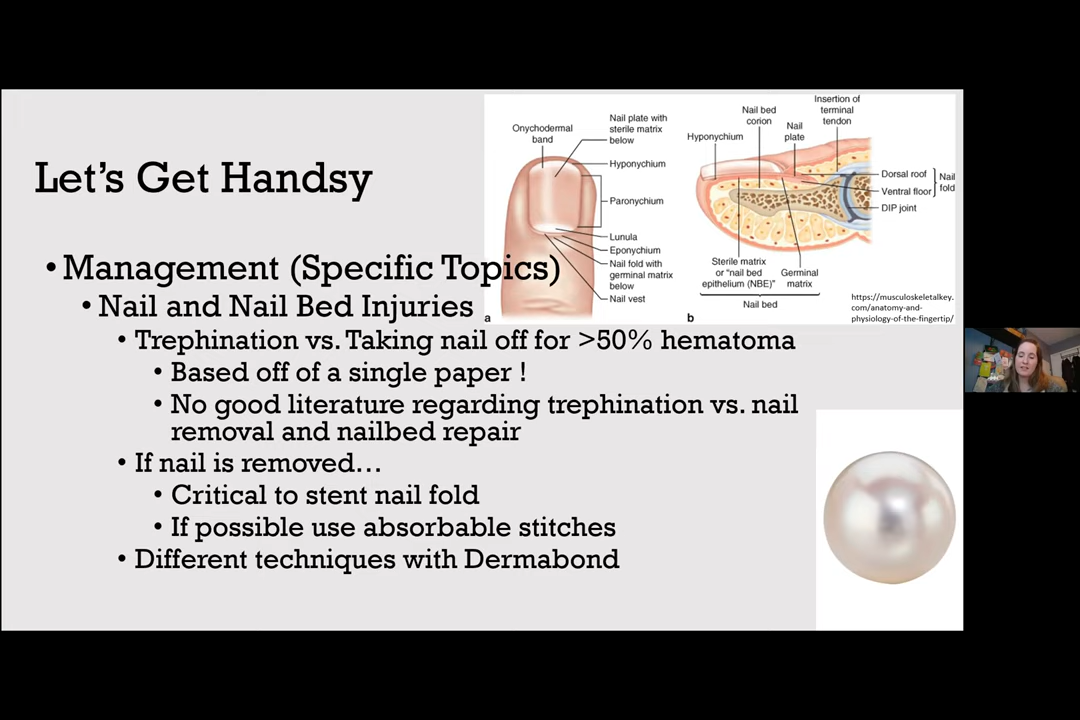 Let's Get Handsy
• Management (Specific Topics)
• Nail and Nail Bed Injuries
• Trephination vs. Taking nail off for >50% hematoma
• Based off of a single paper !
• No good literature regarding trephination vs. nail
removal and nailbed repair
• If nail is removed…
• Critical to stent nail fold
• If possible use absorbable stitches
• Different techniques with Dermabond
Onychodermal
band
Nail plate with
sterile matrix
below
Hyponychium
Paronychium
Lunula
Eponychium
Nail fold with
germinal matrix
below
Nail vest
a
Insertion of
terminal
tendon
Nail bed
corion
Nail
plate
Hyponychium
Dorsal roof
Ventral floor
Nail
fold
DIP joint
Sterile matrix
or "nail bed
epithelium (NBE)"
Germinal
matrix
Nail bed
b
https://musculoskeletalkey.
com/anatomy-and-
physiology-of-the-fingertip/